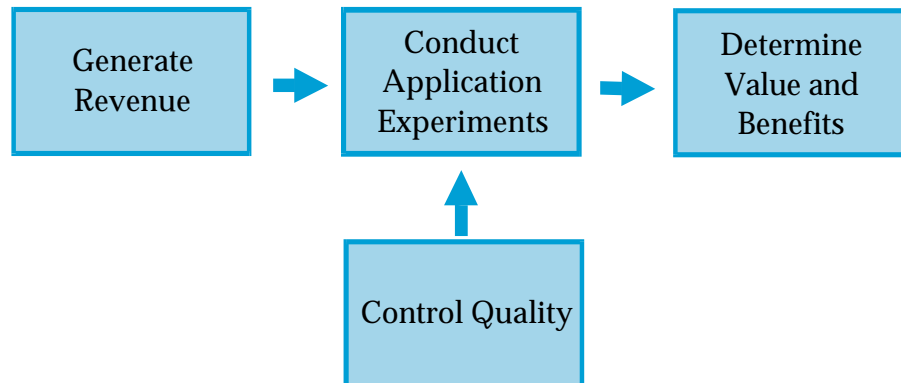 Generate
Revenue
Conduct
Application
Experiments
Determine
Value and
Benefits
Control Quality